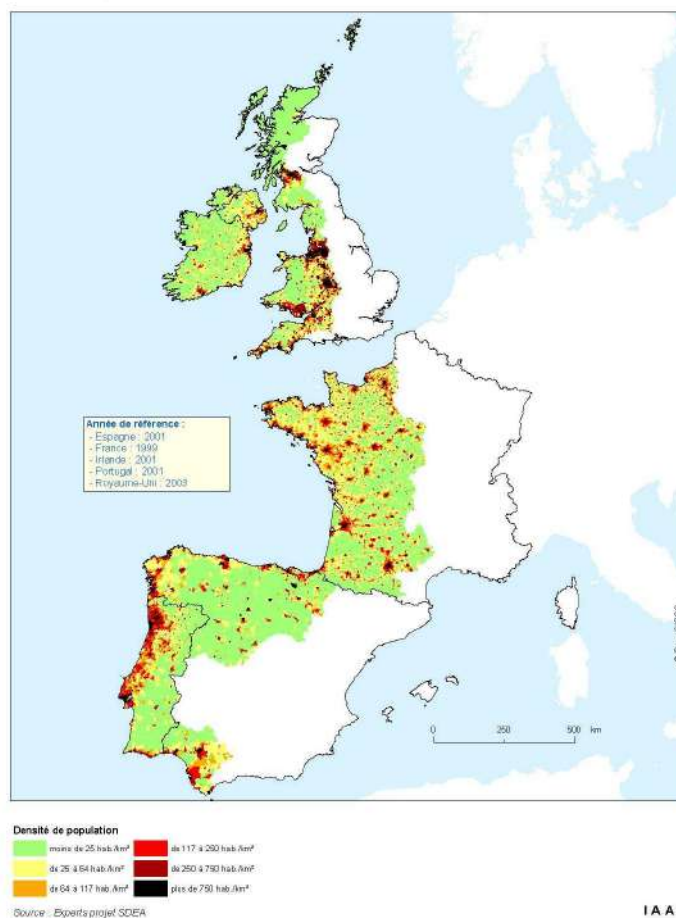 Année de référence :
- Espagne : 2001
- France : 1999
- Irlande : 2001
- Portugal : 2001
- Royaume-Uni : 2003
0 250 500 km
Densité de population
moins de 25 hab./km²
de 25 à 64 hab./km²
de 64 à 117 hab./km²
de 117 à 250 hab./km²
de 250 à 750 hab./km²
plus de 750 hab./km²
Source : Experts projet SDEA
I A A